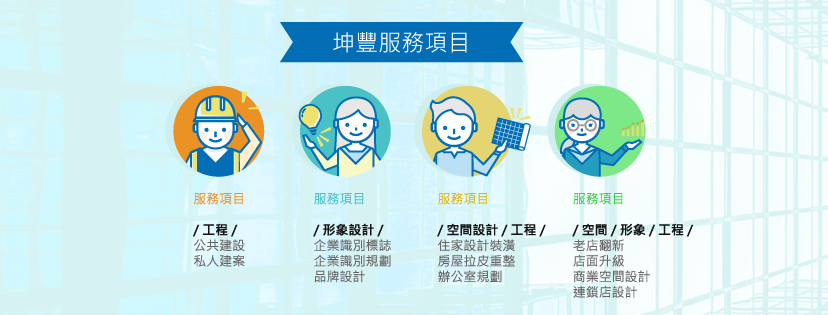 坤豐服務項目
服務項目
/ 工程 /
公共建設
私人建案
服務項目
/ 形象設計 /
企業識別標誌
企業識別規劃
品牌設計
服務項目
/ 空間設計 / 工程 /
住家設計裝潢
房屋拉皮重整
辦公室規劃
服務項目
/ 空間 / 形象 / 工程 /
老店翻新
店面升級
商業空間設計
連鎖店設計